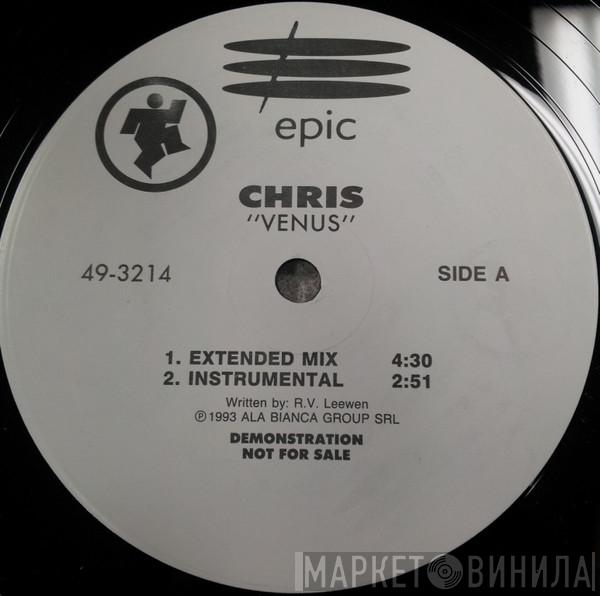 epic
CHRIS
"VENUS"
49-3214
SIDE A
1. EXTENDED MIX 4:30
2. INSTRUMENTAL 2:51
Written by: R.V. Leewen
℗ 1993 ALA BIANCA GROUP SRL
DEMONSTRATION
NOT FOR SALE
МАРКЕТ ВИНИЛА